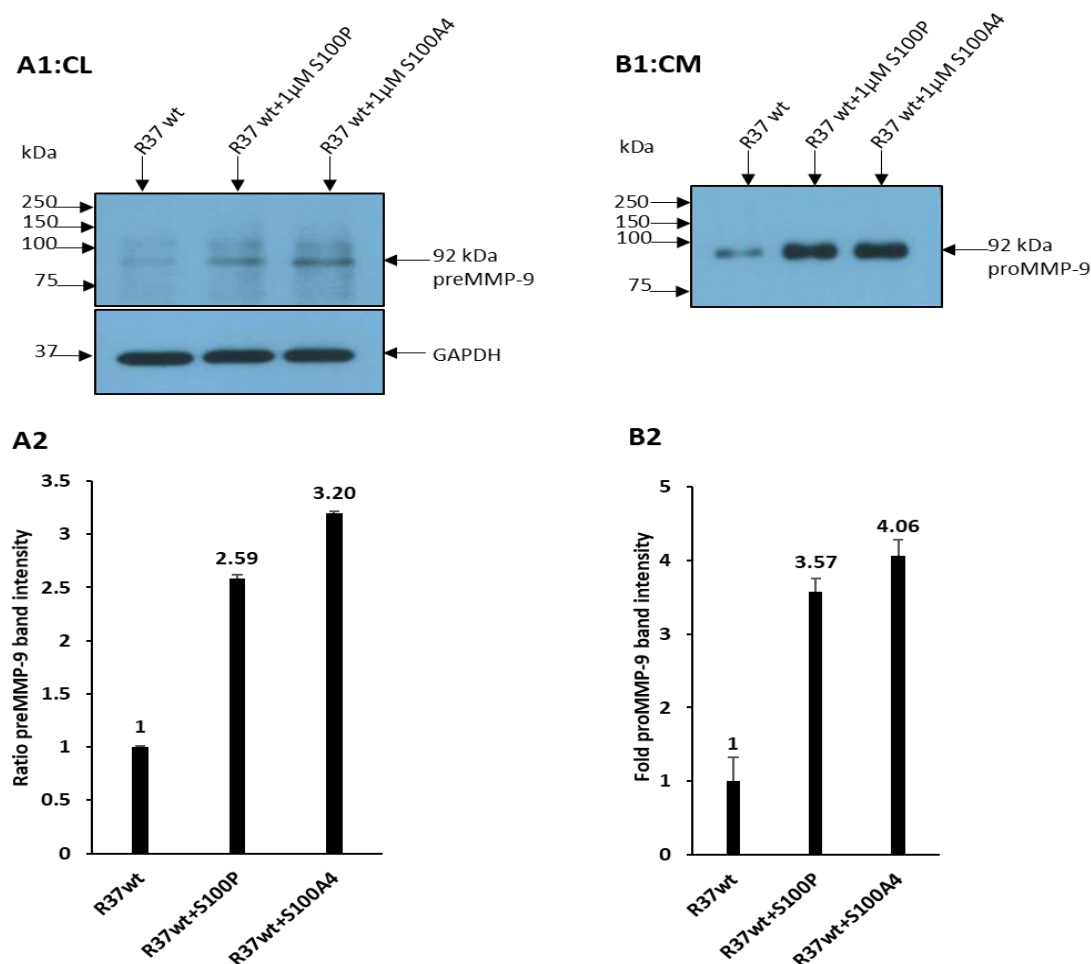 A1:CL
R37 wt
R37 wt+1µM S100P
R37 wt+1µM S100A4
kDa
250
150
100
75
92 kDa
preMMP-9
37
GAPDH
B1:CM
R37 wt
R37 wt+1µM S100P
R37 wt+1µM S100A4
kDa
250
150
100
75
92 kDa
proMMP-9
A2
Ratio preMMP-9 band intensity
3.5
3
2.5
2
1.5
1
0.5
0
1
2.59
3.20
R37wt
R37wt+S100P
R37wt+S100A4
B2
Fold proMMP-9 band intensity
5
4
3
2
1
0
1
3.57
4.06
R37wt
R37wt+S100P
R37wt+S100A4